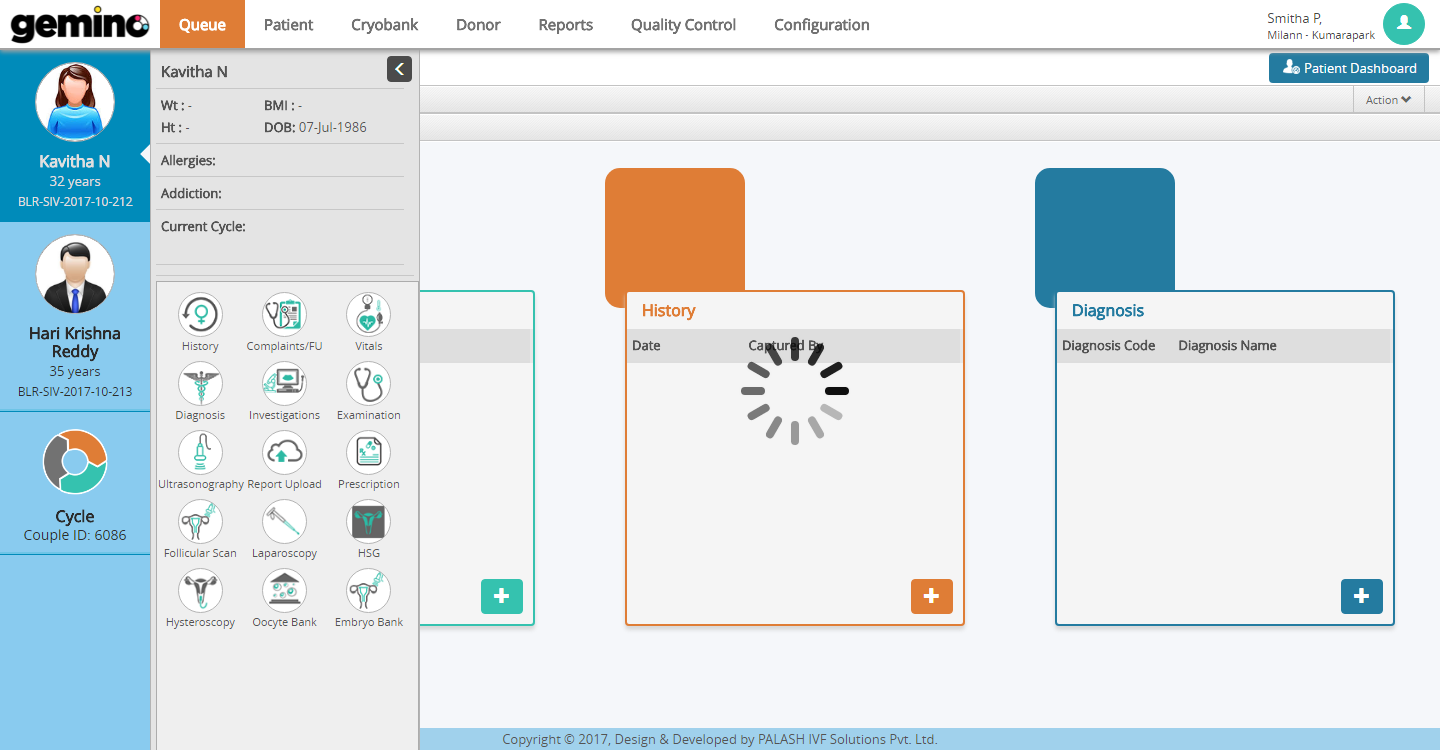 gemino
Queue Patient Cryobank Donor Reports Quality Control Configuration
Smitha P,
Milann - Kumarapark
Patient Dashboard
Action
Kavitha N
32 years
BLR-SIV-2017-10-212
Hari Krishna
Reddy
35 years
BLR-SIV-2017-10-213
Cycle
Couple ID: 6086
Kavitha N
Wt : - BMI : -
Ht : - DOB: 07-Jul-1986
Allergies:
Addiction:
Current Cycle:
History Complaints/FU Vitals
Diagnosis Investigations Examination
Ultrasonography Report Upload Prescription
Follicular Scan Laparoscopy HSG
Hysteroscopy Oocyte Bank Embryo Bank
History
Date Captured By
Diagnosis
Diagnosis Code Diagnosis Name
Copyright © 2017, Design & Developed by PALASH IVF Solutions Pvt. Ltd.